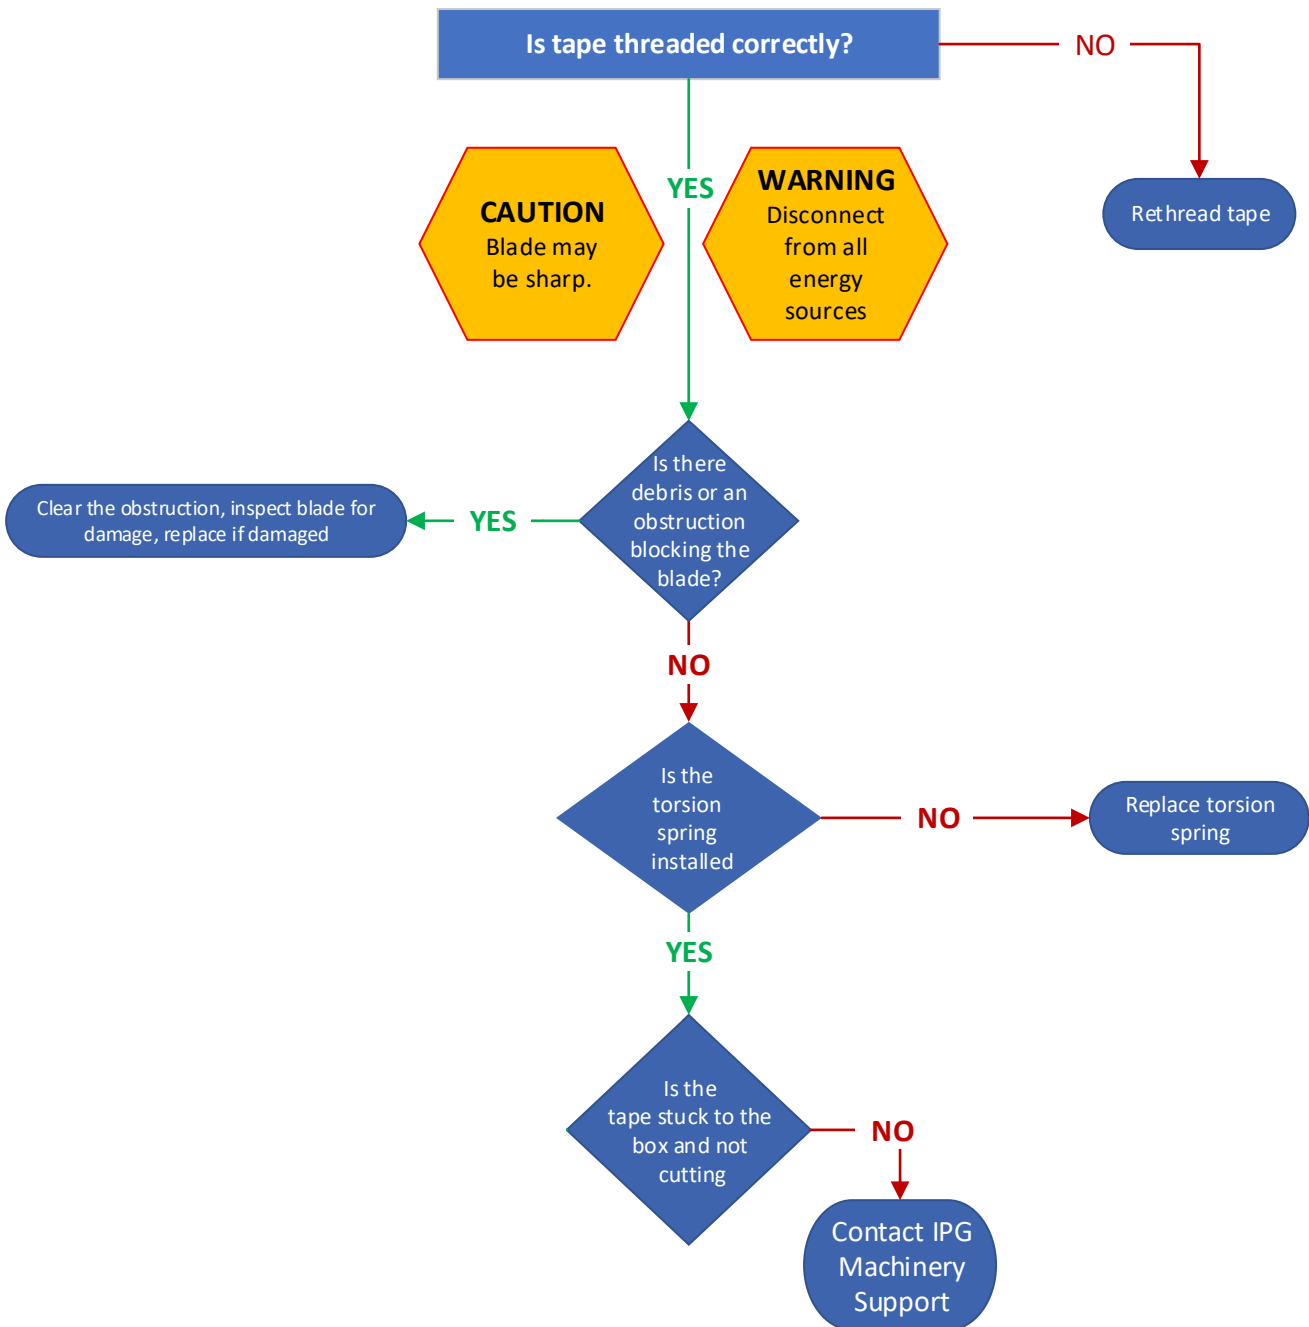 Is tape threaded correctly?
NO
Rethread tape
YES
CAUTION
Blade may
be sharp.
WARNING
Disconnect
from all
energy
sources
Is there
debris or an
obstruction
blocking the
blade?
YES
Clear the obstruction, inspect blade for
damage, replace if damaged
NO
Is the
torsion
spring
installed
NO
Replace torsion
spring
YES
Is the
tape stuck to the
box and not
cutting
NO
Contact IPG
Machinery
Support